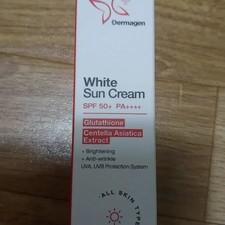 Dermagen
White
Sun Cream
SPF 50+ PA++++
Glutathione
Centella Asiatica
Extract
+ Brightening
+ Anti-wrinkle
UVA, UVB Protection System
ALL SKIN TYPE